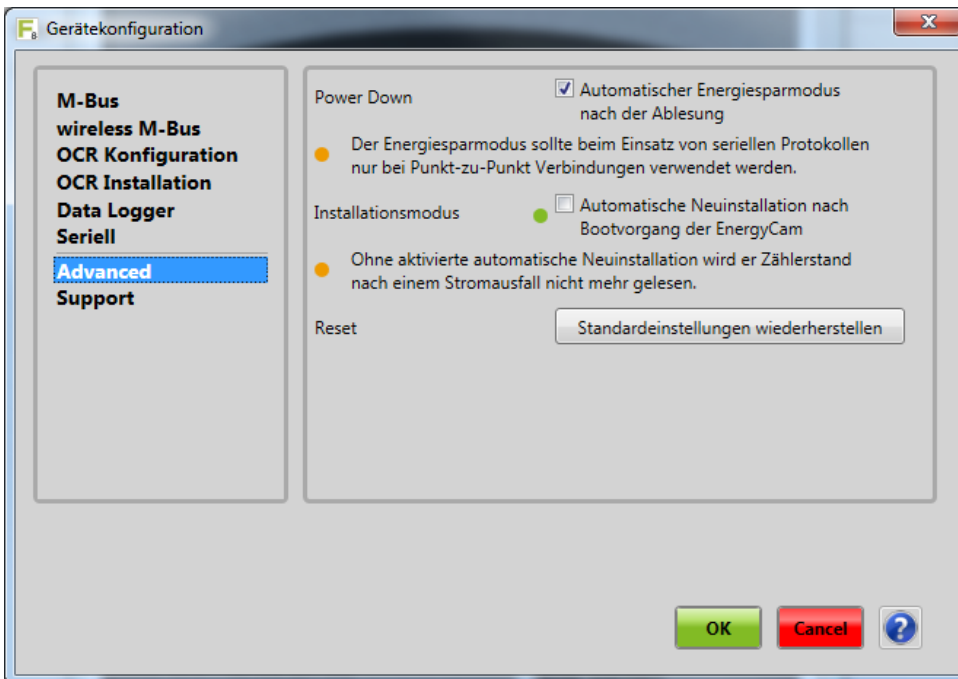 F8 Gerätekonfiguration
x
M-Bus
wireless M-Bus
OCR Konfiguration
OCR Installation
Data Logger
Seriell
Advanced
Support
Power Down
Automatischer Energiesparmodus
nach der Ablesung
Der Energiesparmodus sollte beim Einsatz von seriellen Protokollen
nur bei Punkt-zu-Punkt Verbindungen verwendet werden.
Installationsmodus
Automatische Neuinstallation nach
Bootvorgang der EnergyCam
Ohne aktivierte automatische Neuinstallation wird er Zählerstand
nach einem Stromausfall nicht mehr gelesen.
Reset
Standardeinstellungen wiederherstellen
OK
Cancel
?